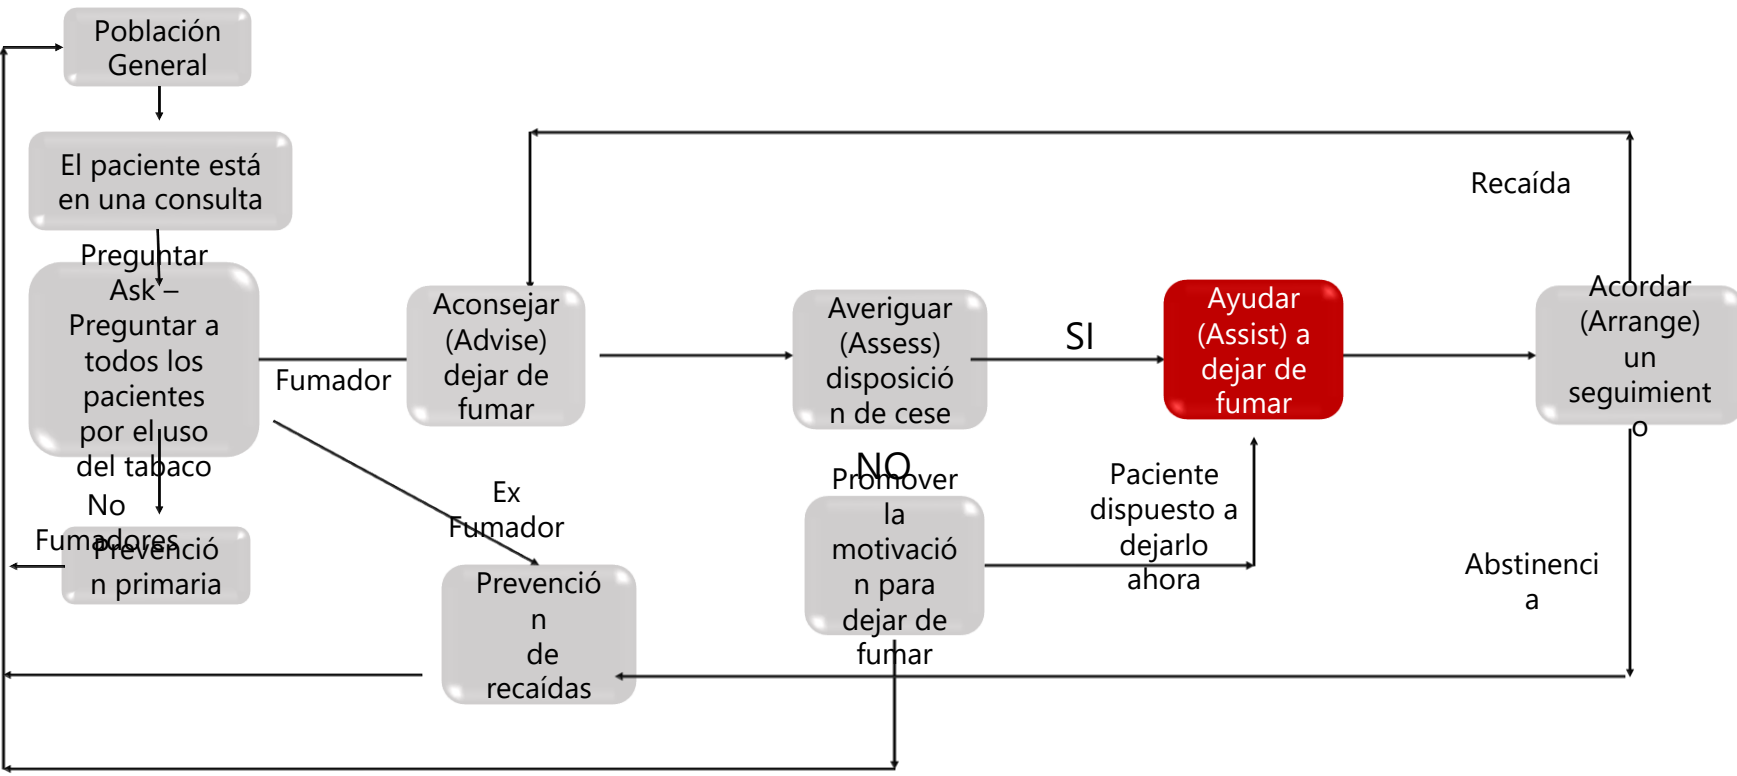 Población
General
El paciente está
en una consulta
Preguntar
Ask –
Preguntar a
todos los
pacientes
por el uso
del tabaco
No
Fumadores
Prevenció
n primaria
Fumador
Ex
Fumador
Aconsejar
(Advise)
dejar de
fumar
Prevenció
n
de
recaídas
Averiguar
(Assess)
disposició
n de cese
SI
NO
Promover
la
motivació
n para
dejar de
fumar
Ayudar
(Assist) a
dejar de
fumar
Paciente
dispuesto a
dejarlo
ahora
Recaída
Acordar
(Arrange)
un
seguimient
o
Abstinenci
a